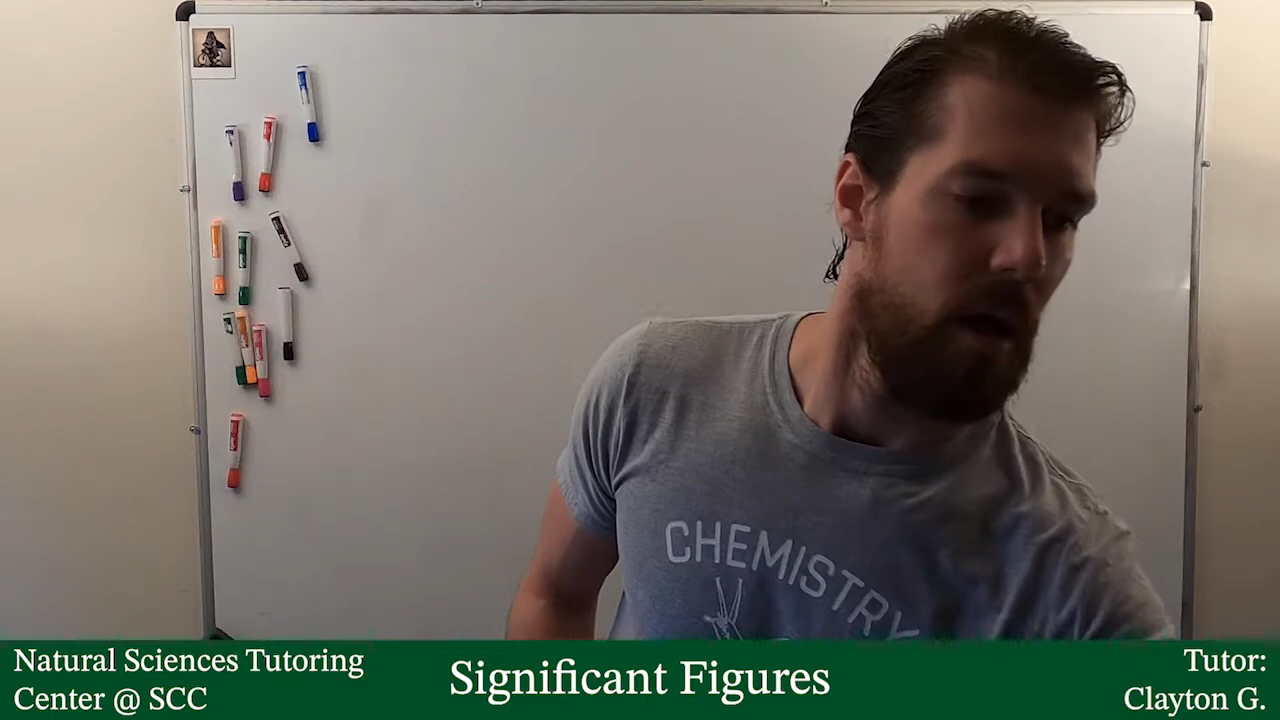 CHEMISTRY
Natural Sciences Tutoring
Center @ SCC
Significant Figures
Tutor:
Clayton G.